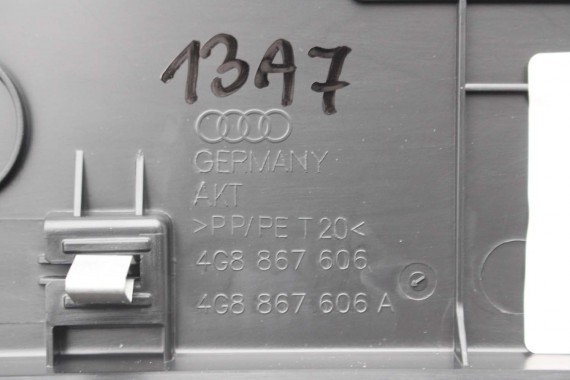 13A7
GERMANY
AKT
>PP/PE T20<
4G8 867 606
4G8 867 606 A